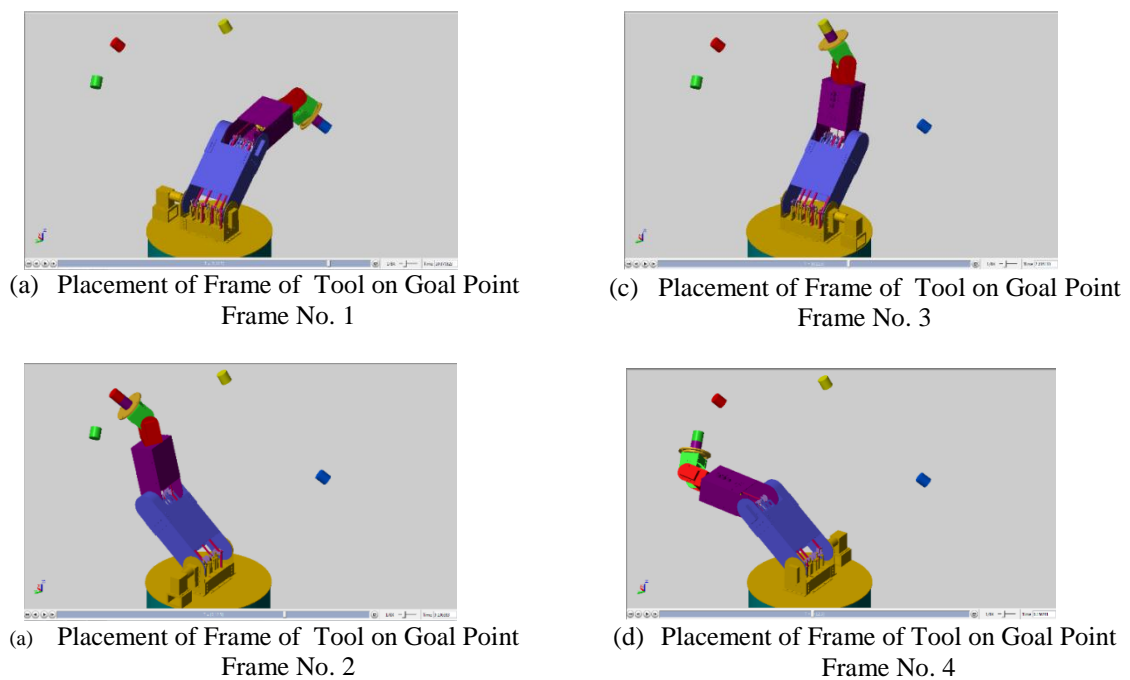 (a) Placement of Frame of Tool on Goal Point
Frame No. 1
(c) Placement of Frame of Tool on Goal Point
Frame No. 3
(a) Placement of Frame of Tool on Goal Point
Frame No. 2
(d) Placement of Frame of Tool on Goal Point
Frame No. 4